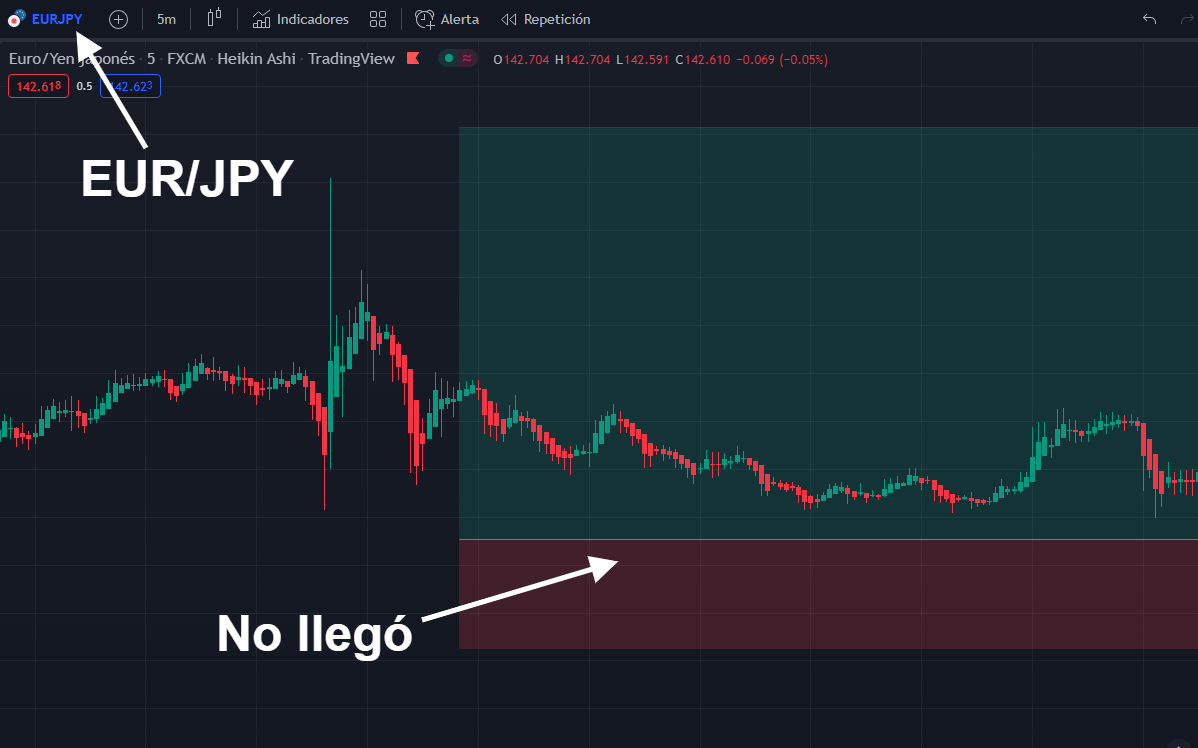 EURJPY 5m Indicadores Alerta Repetición
Euro/Yen Japonés · 5 · FXCM · Heikin Ashi · TradingView O142.704 H142.704 L142.591 C142.610 −0.069 (−0.05%)
142.618 0.5 142.623
EUR/JPY
No llegó